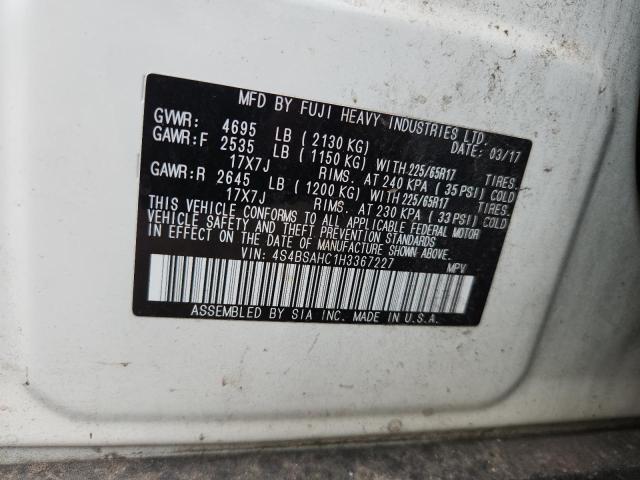 MFD BY FUJI HEAVY INDUSTRIES LTD.
GVWR: 4695 LB (2130 KG) DATE: 03/17
GAWR:F 2535 LB (1150 KG) WITH 225/65R17 TIRES.
17X7J RIMS. AT 240 KPA (35 PSI) COLD
GAWR:R 2645 LB (1200 KG) WITH 225/65R17 TIRES.
17X7J RIMS. AT 230 KPA (33 PSI) COLD
THIS VEHICLE CONFORMS TO ALL APPLICABLE FEDERAL MOTOR
VEHICLE SAFETY AND THEFT PREVENTION STANDARDS IN EFFECT ON THE
DATE OF MANUFACTURE SHOWN ABOVE.
VIN: 4S4BSAHC1H3367227 MPV
ASSEMBLED BY SIA INC. MADE IN U.S.A.